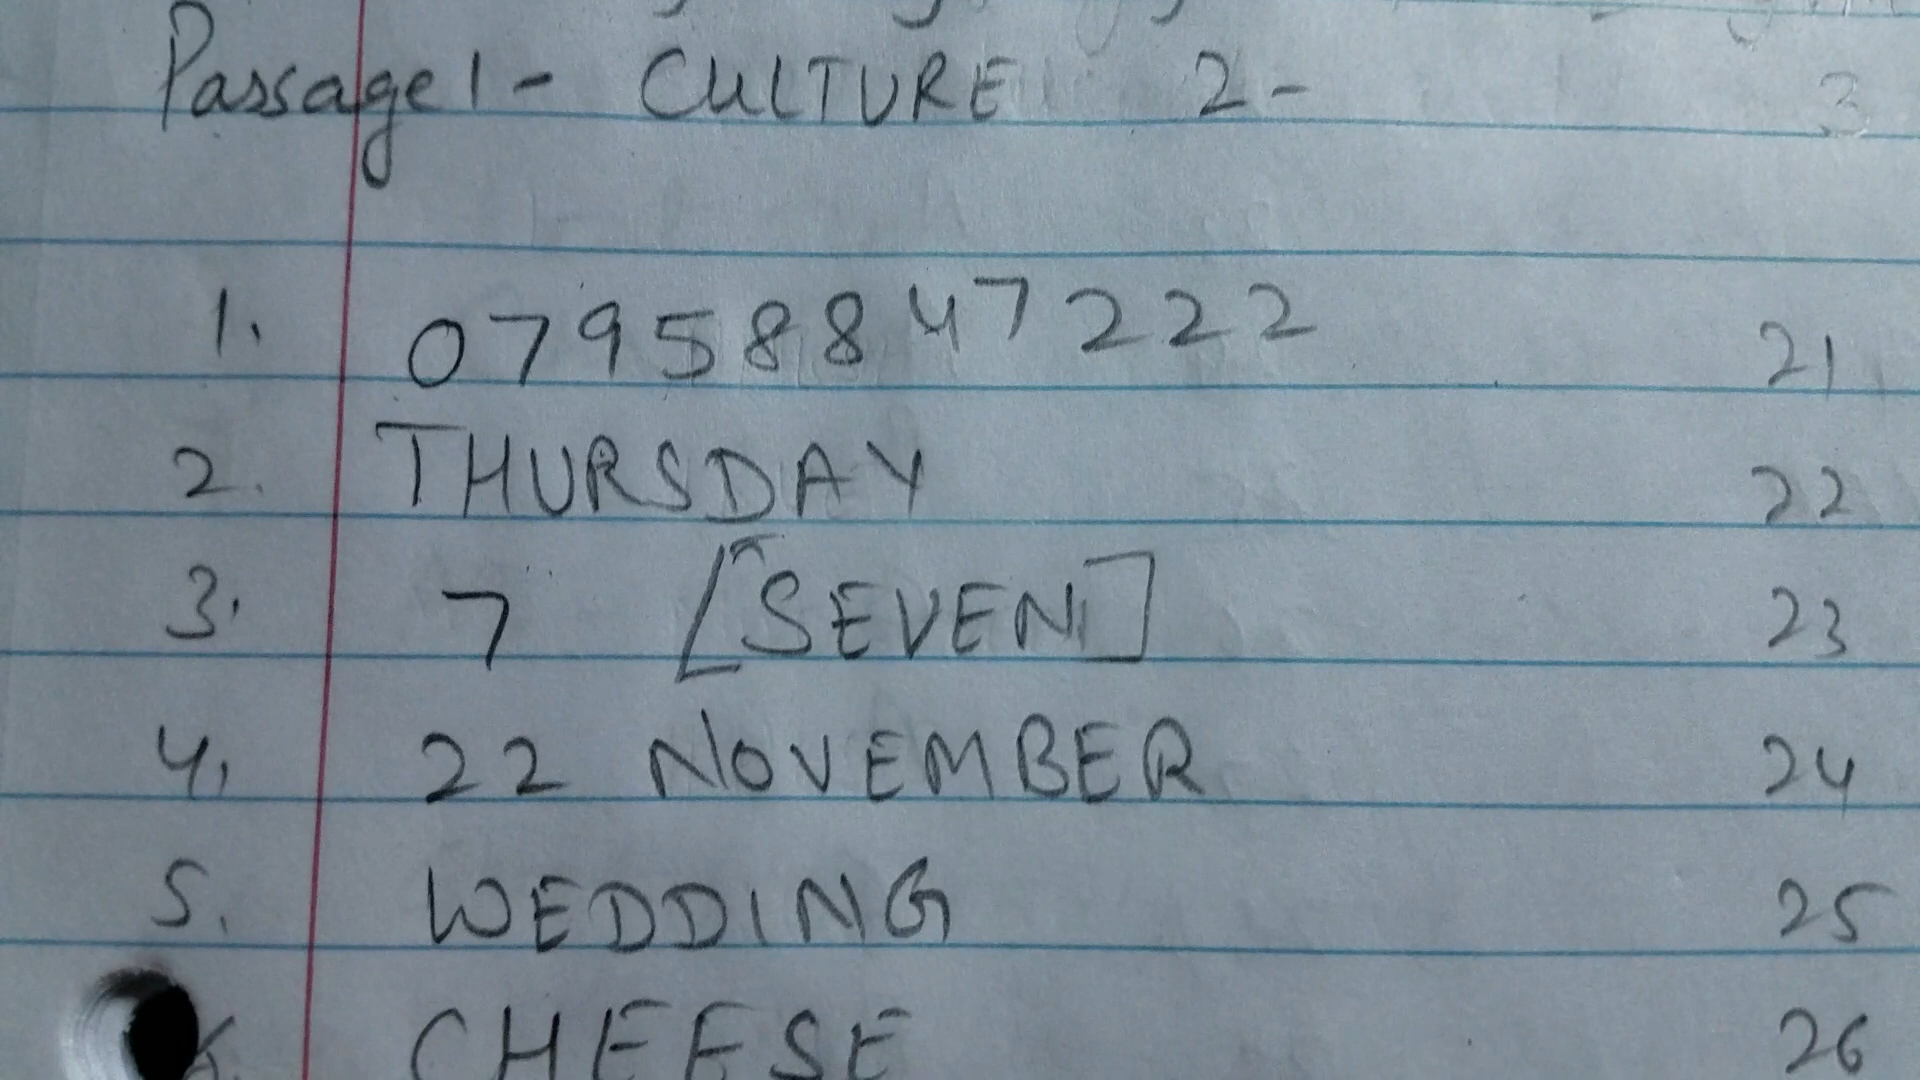 Passage 1 - CULTURE 2 - 3
1. 07958847222 21
2. THURSDAY 22
3. 7 [SEVEN] 23
4. 22 NOVEMBER 24
5. WEDDING 25
CHEESE 26